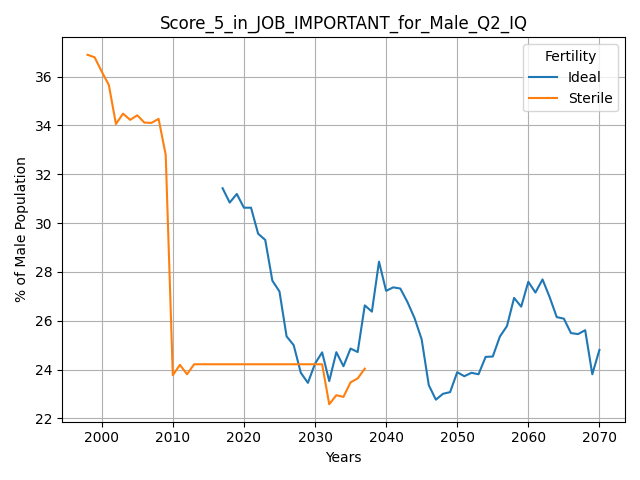 Score_5_in_JOB_IMPORTANT_for_Male_Q2_IQ
Fertility
Ideal
Sterile
% of Male Population
36
34
32
30
28
26
24
22
2000 2010 2020 2030 2040 2050 2060 2070
Years